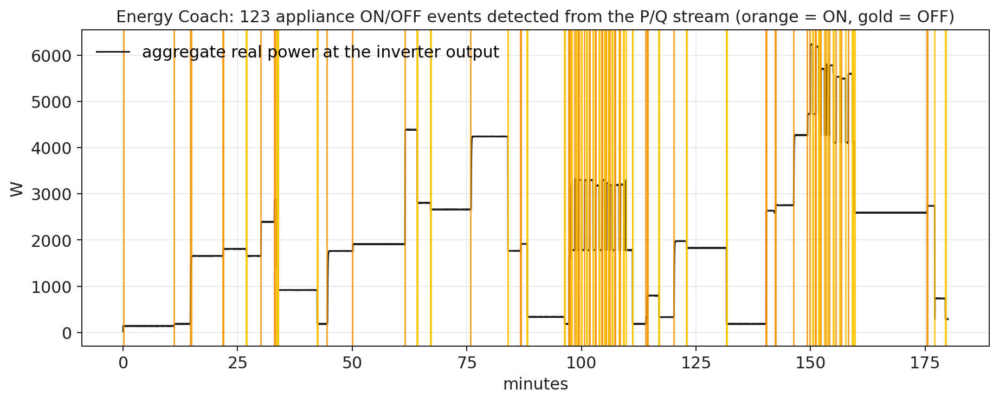 Energy Coach: 123 appliance ON/OFF events detected from the P/Q stream (orange = ON, gold = OFF)
aggregate real power at the inverter output
6000
5000
4000
3000
2000
1000
0
W
0 25 50 75 100 125 150 175
minutes